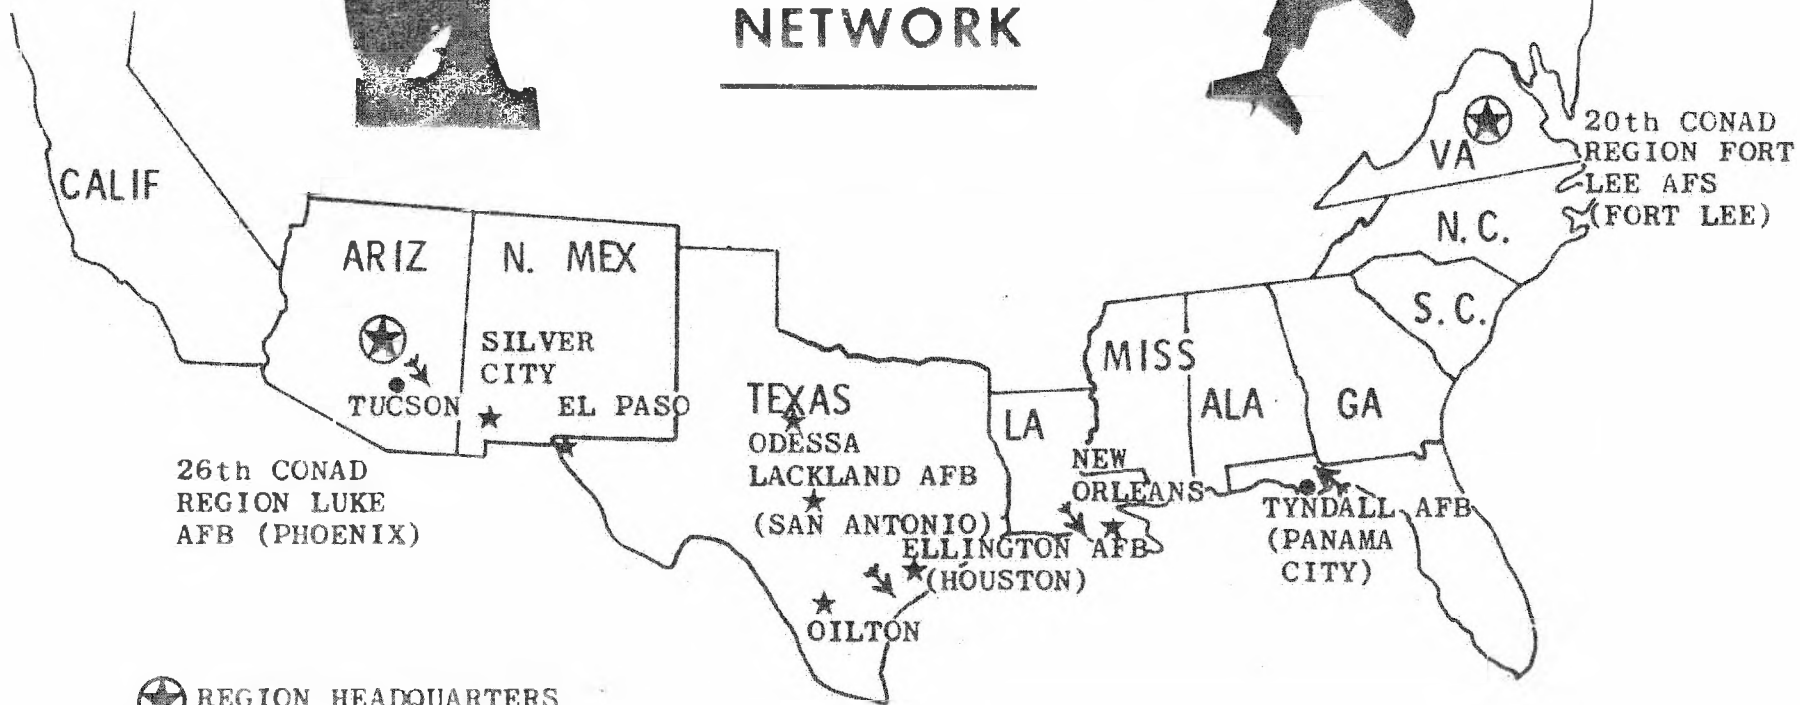 NETWORK
CALIF
ARIZ
N. MEX
SILVER
CITY
TUCSON
EL PASO
26th CONAD
REGION LUKE
AFB (PHOENIX)
TEXAS
ODESSA
LACKLAND AFB
(SAN ANTONIO)
ELLINGTON AFB
(HOUSTON)
OILTON
LA
NEW
ORLEANS
MISS
ALA
GA
TYNDALL AFB
(PANAMA
CITY)
S.C.
N.C.
VA
20th CONAD
REGION FORT
LEE AFS
(FORT LEE)
REGION HEADQUARTERS